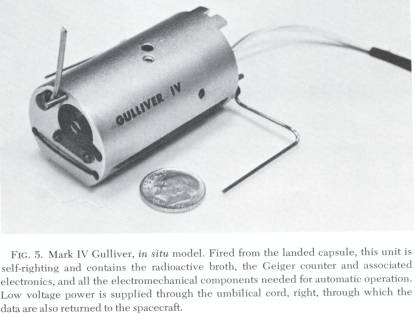 GULLIVER IV
FIG. 5. Mark IV Gulliver, in situ model. Fired from the landed capsule, this unit is
self-righting and contains the radioactive broth, the Geiger counter and associated
electronics, and all the electromechanical components needed for automatic operation.
Low voltage power is supplied through the umbilical cord, right, through which the
data are also returned to the spacecraft.